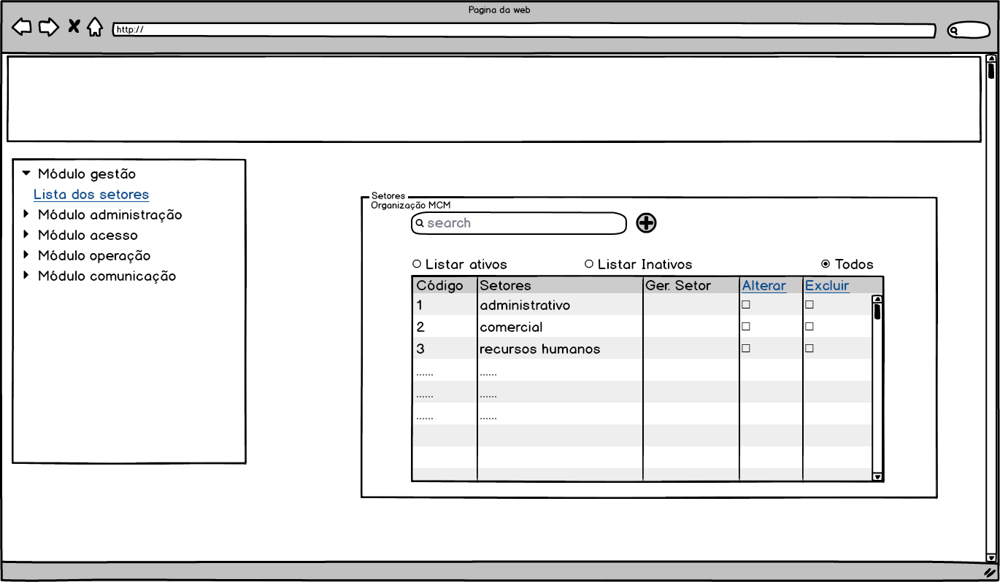 Pagina da web
http://
Módulo gestão
Lista dos setores
Módulo administração
Módulo acesso
Módulo operação
Módulo comunicação
Setores
Organização MCM
search
Listar ativos Listar Inativos Todos
Código Setores Ger. Setor Alterar Excluir
1 administrativo
2 comercial
3 recursos humanos
...... ......
...... ......
...... ......